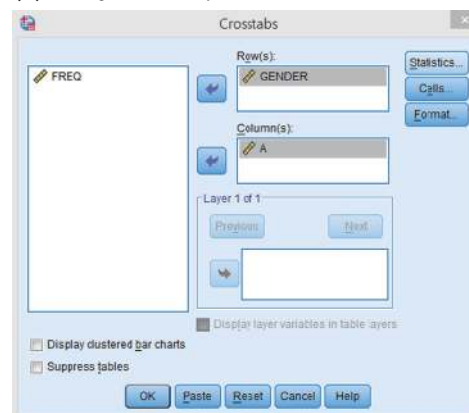 Crosstabs
FREQ
Row(s):
GENDER
Column(s):
A
Statistics...
Cells...
Format...
Layer 1 of 1
Previous
Next
Display layer variables in table layers
Display clustered bar charts
Suppress tables
OK
Paste
Reset
Cancel
Help